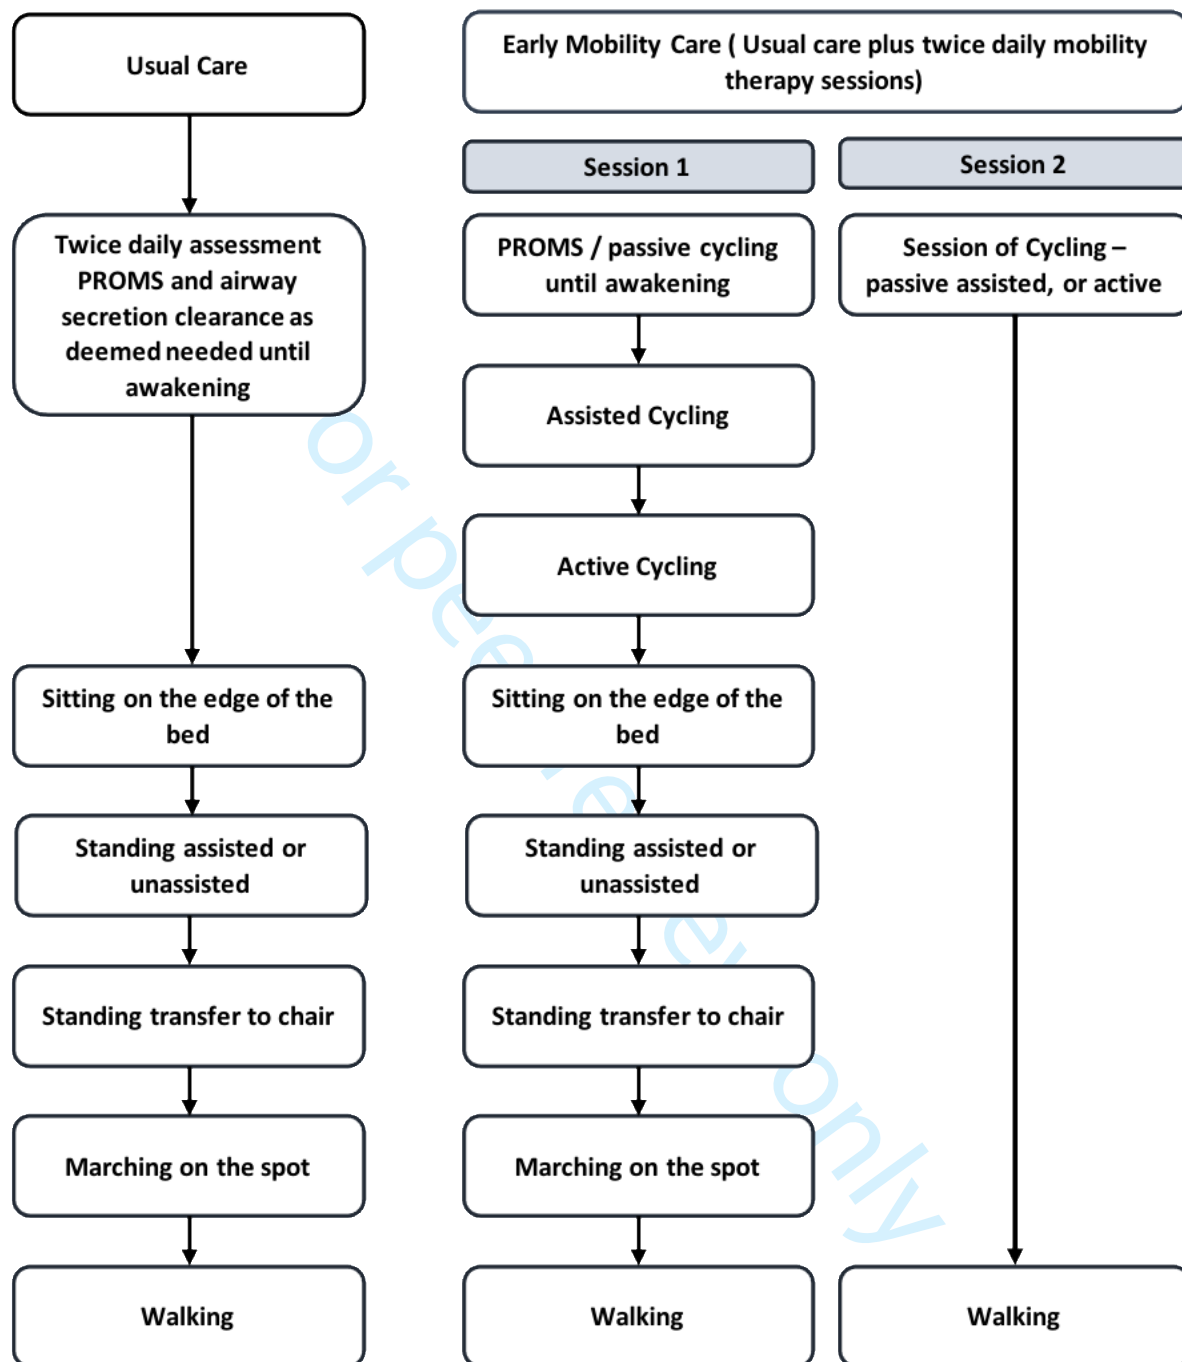 Usual Care
Twice daily assessment
PROMS and airway
secretion clearance as
deemed needed until
awakening
Sitting on the edge of the
bed
Standing assisted or
unassisted
Standing transfer to chair
Marching on the spot
Walking
Early Mobility Care ( Usual care plus twice daily mobility
therapy sessions)
Session 1
PROMS / passive cycling
until awakening
Assisted Cycling
Active Cycling
Sitting on the edge of the
bed
Standing assisted or
unassisted
Standing transfer to chair
Marching on the spot
Walking
Session 2
Session of Cycling –
passive assisted, or active
Walking
or peer review only